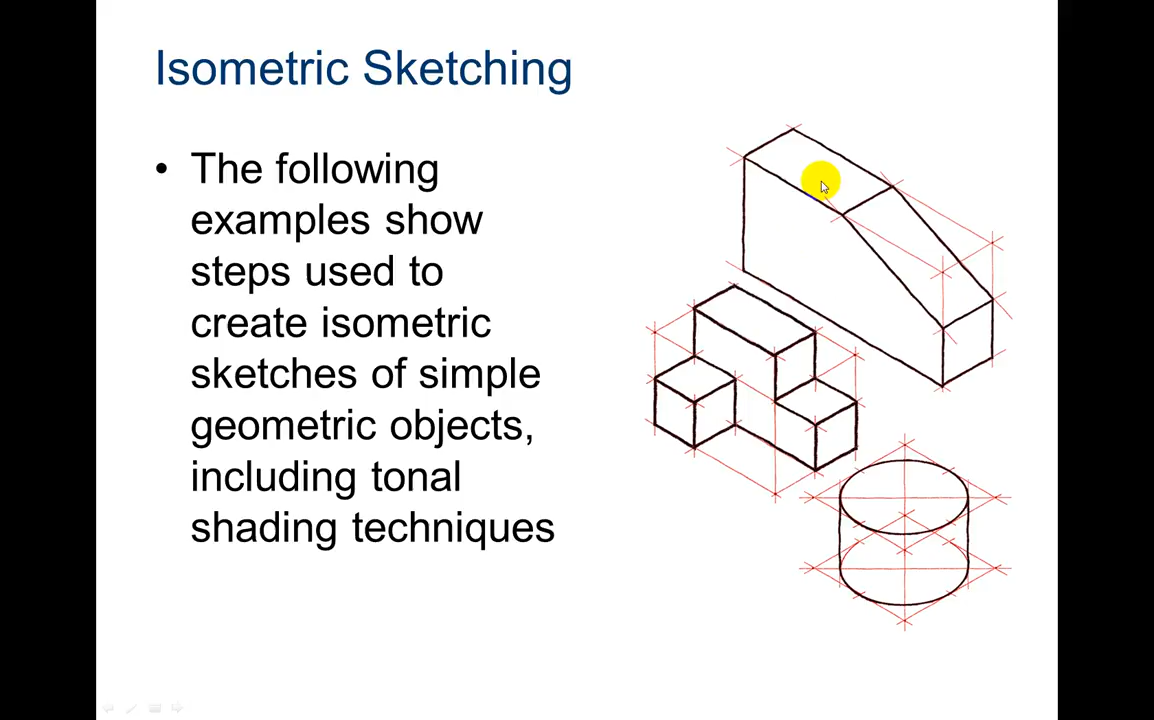 Isometric Sketching
• The following
examples show
steps used to
create isometric
sketches of simple
geometric objects,
including tonal
shading techniques